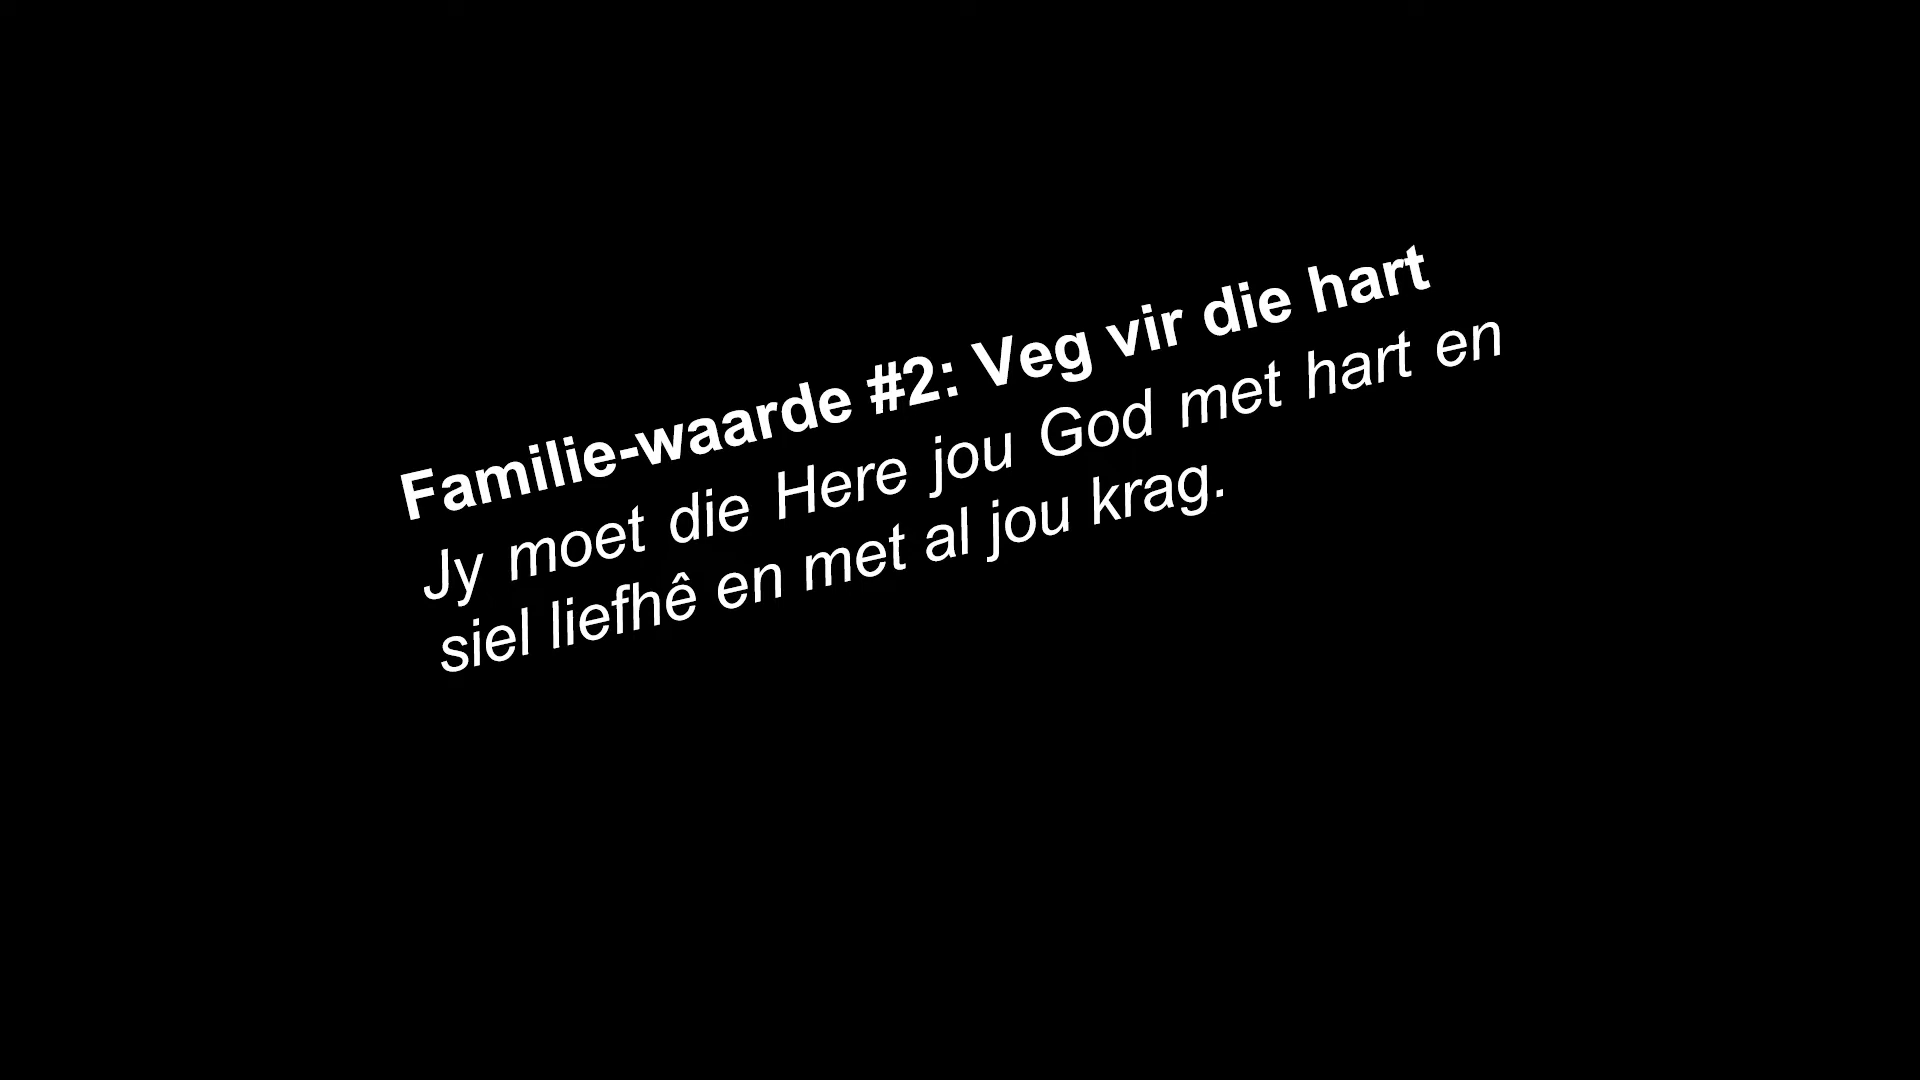 Familie-waarde #2: Veg vir die hart
Jy moet die Here jou God met hart en
siel liefhê en met al jou krag.